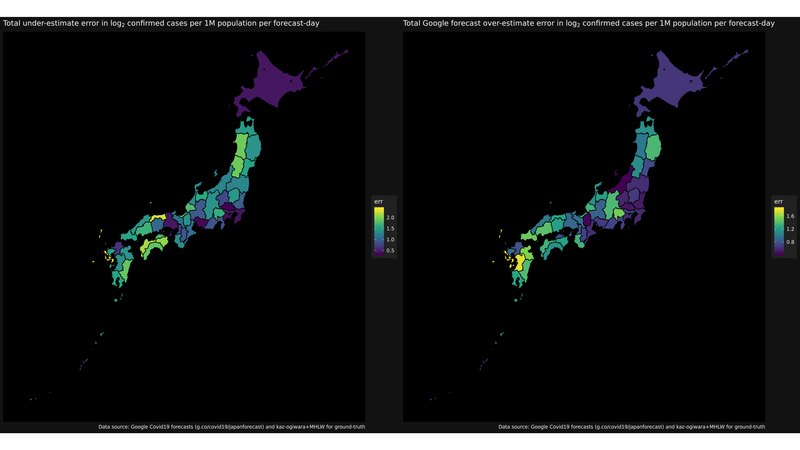 Total under-estimate error in log₂ confirmed cases per 1M population per forecast-day
Total Google forecast over-estimate error in log₂ confirmed cases per 1M population per forecast-day
err
2.0
1.5
1.0
0.5
err
1.6
1.2
0.8
Data source: Google Covid19 forecasts (g.co/covid19/japanforecast) and kaz-ogiwara+MHLW for ground-truth
Data source: Google Covid19 forecasts (g.co/covid19/japanforecast) and kaz-ogiwara+MHLW for ground-truth